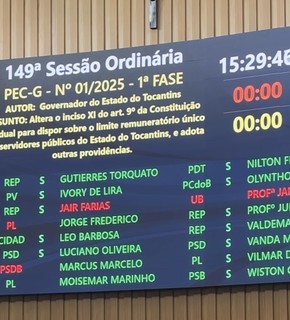 149ª Sessão Ordinária 15:29:46
PEC-G - Nº 01/2025 - 1ª FASE 00:00
AUTOR: Governador do Estado do Tocantins
SUNTO: Altera o inciso XI do art. 9º da Constituição 00:00
dual para dispor sobre o limite remuneratório único
servidores públicos do Estado do Tocantins, e adota
outras providências.
REP S GUTIERRES TORQUATO PDT S NILTON F
PV S IVORY DE LIRA PCdoB S OLYNTHO
REP S JAIR FARIAS UB PROFª JA
PL JORGE FREDERICO REP S PROFº JU
CIDAD S LEO BARBOSA REP S VALDEMA
PSD S LUCIANO OLIVEIRA PSD S VANDA M
PSDB MARCUS MARCELO PL S VILMAR D
PL MOISEMAR MARINHO PSB S WISTON G